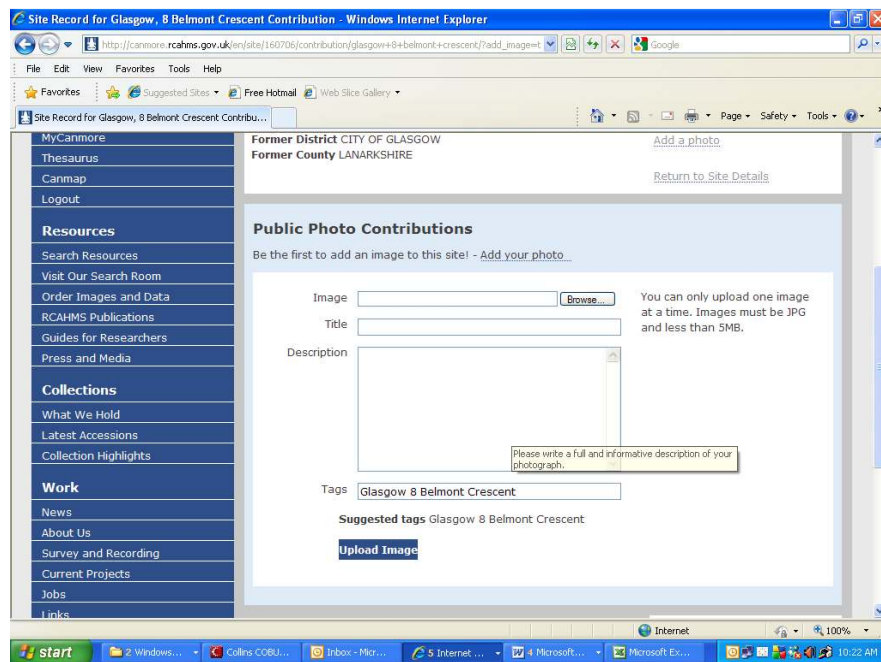 Site Record for Glasgow, 8 Belmont Crescent Contribution - Windows Internet Explorer
http://canmore.rcahms.gov.uk/en/site/160706/contribution/glasgow+8+belmont+crescent/?add_image=t
Google
File Edit View Favorites Tools Help
Favorites Suggested Sites Free Hotmail Web Slice Gallery
Site Record for Glasgow, 8 Belmont Crescent Contribu...
Page Safety Tools
MyCanmore
Thesaurus
Canmap
Logout
Resources
Search Resources
Visit Our Search Room
Order Images and Data
RCAHMS Publications
Guides for Researchers
Press and Media
Collections
What We Hold
Latest Accessions
Collection Highlights
Work
News
About Us
Survey and Recording
Current Projects
Jobs
Links
Former District CITY OF GLASGOW
Former County LANARKSHIRE
Add a photo
Return to Site Details
Public Photo Contributions
Be the first to add an image to this site! - Add your photo
Image Browse...
Title
Description
You can only upload one image
at a time. Images must be JPG
and less than 5MB.
Please write a full and informative description of your
photograph.
Tags Glasgow 8 Belmont Crescent
Suggested tags Glasgow 8 Belmont Crescent
Upload Image
Internet 100%
start 2 Windows... Collins COBU... Inbox - Micr... 5 Internet ... 4 Microsoft... Microsoft Ex... 10:22 AM